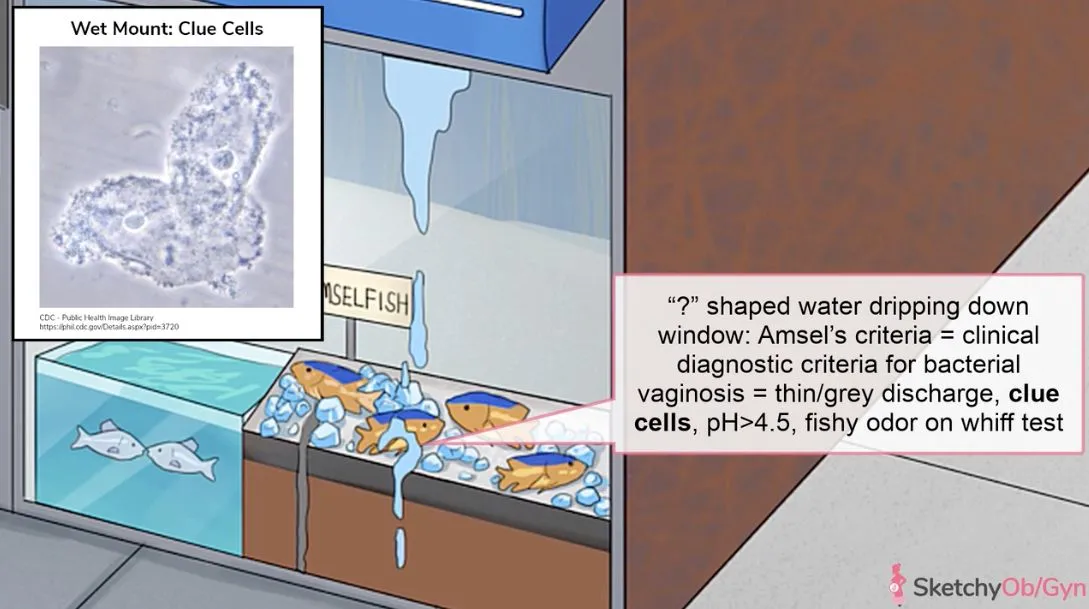 Wet Mount: Clue Cells
CDC - Public Health Image Library
https://phil.cdc.gov/Details.aspx?pid=3720
MSELFISH
“?” shaped water dripping down
window: Amsel’s criteria = clinical
diagnostic criteria for bacterial
vaginosis = thin/grey discharge, clue
cells, pH>4.5, fishy odor on whiff test
SketchyOb/Gyn